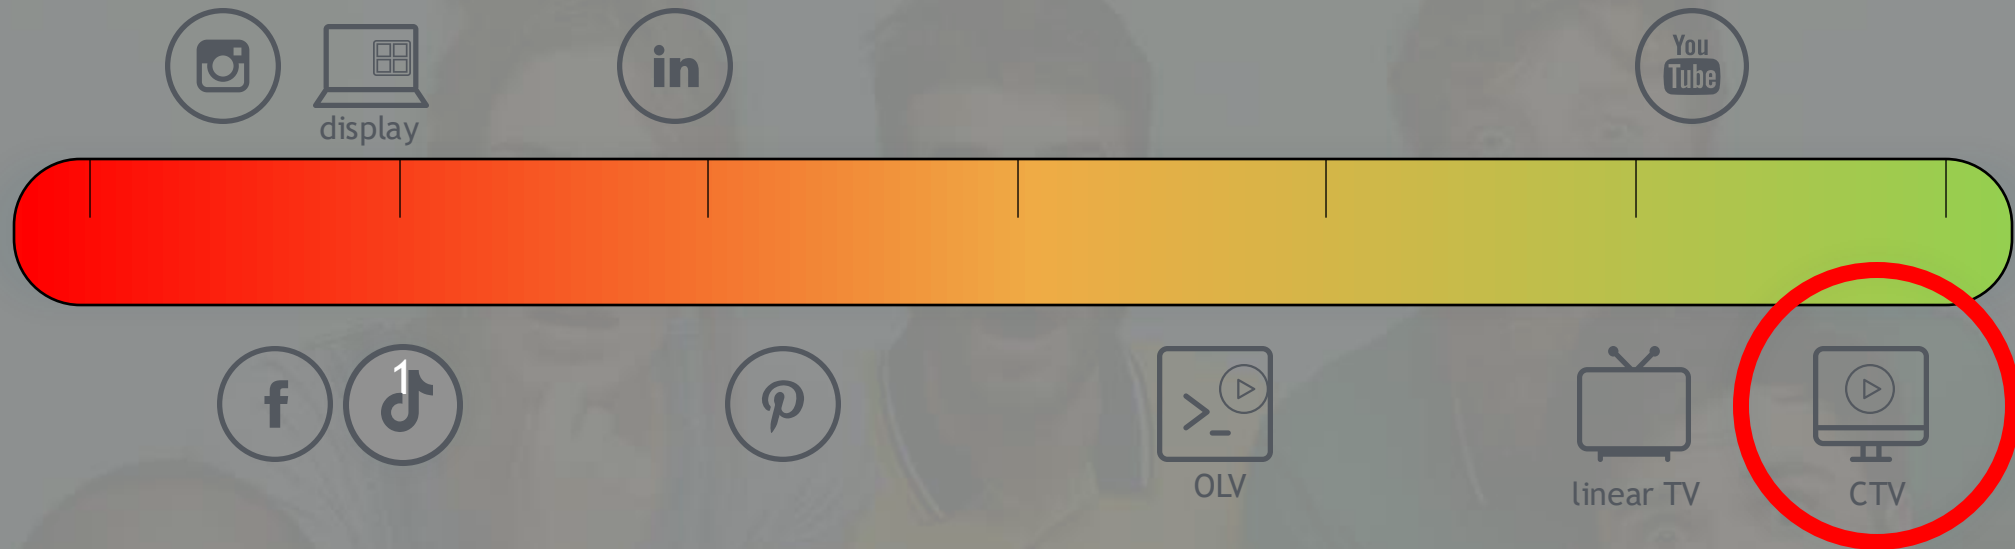 in
You
Tube
display
1
f
OLV
linear TV
CTV